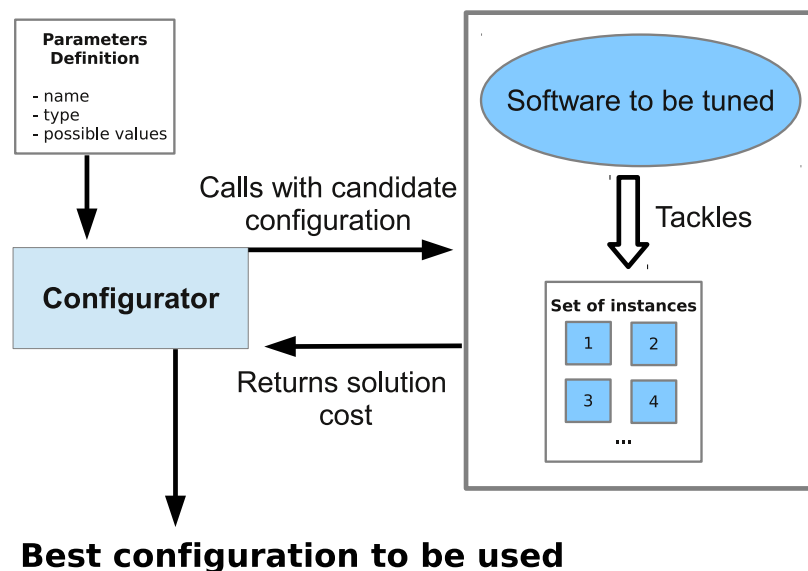 Parameters
Definition
- name
- type
- possible values
Software to be tuned
Calls with candidate
configuration
Tackles
Configurator
Set of instances
1 2
3 4
...
Returns solution
cost
Best configuration to be used